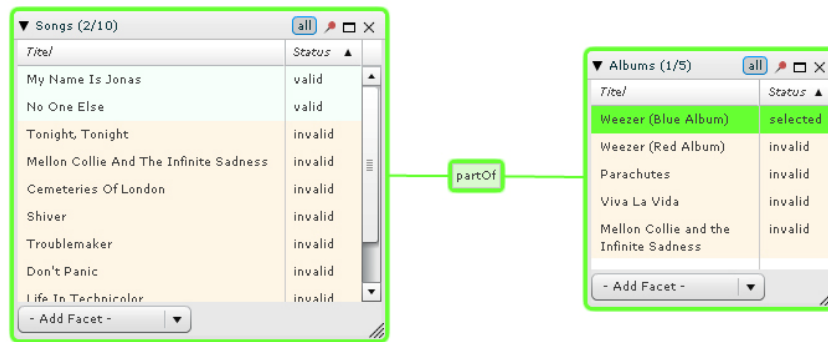 Songs (2/10) all
Titel Status
My Name Is Jonas valid
No One Else valid
Tonight, Tonight invalid
Mellon Collie And The Infinite Sadness invalid
Cemeteries Of London invalid
Shiver invalid
Troublemaker invalid
Don't Panic invalid
Life In Technicolor invalid
- Add Facet -
partOf
Albums (1/5) all
Titel Status
Weezer (Blue Album) selected
Weezer (Red Album) invalid
Parachutes invalid
Viva La Vida invalid
Mellon Collie and the invalid
Infinite Sadness
- Add Facet -